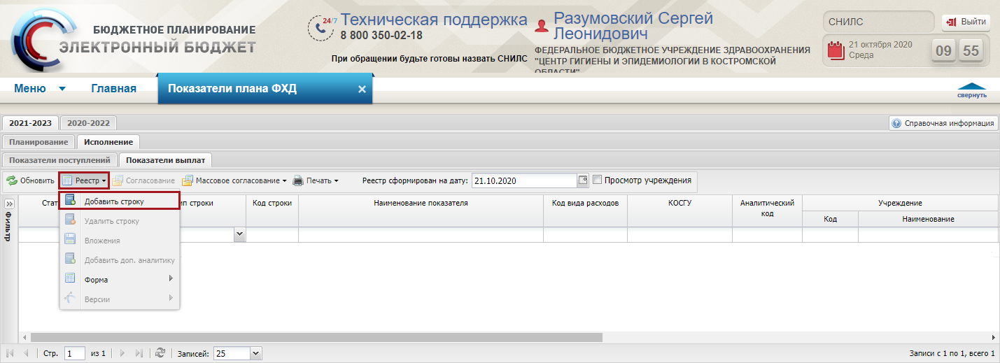 БЮДЖЕТНОЕ ПЛАНИРОВАНИЕ
ЭЛЕКТРОННЫЙ БЮДЖЕТ
24/7
Техническая поддержка
8 800 350-02-18
При обращении будьте готовы назвать СНИЛС
Разумовский Сергей
Леонидович
ФЕДЕРАЛЬНОЕ БЮДЖЕТНОЕ УЧРЕЖДЕНИЕ ЗДРАВООХРАНЕНИЯ
"ЦЕНТР ГИГИЕНЫ И ЭПИДЕМИОЛОГИИ В КОСТРОМСКОЙ
ОБЛАСТИ"
СНИЛС
Выйти
21 октября 2020
Среда
09 55
Меню Главная Показатели плана ФХД
свернуть
2021-2023 2020-2022
Справочная информация
Планирование Исполнение
Показатели поступлений Показатели выплат
Обновить Реестр Согласование Массовое согласование Печать Реестр сформирован на дату: 21.10.2020 Просмотр учреждения
Фильтр
Стат ип строки Код строки Наименование показателя Код вида расходов КОСГУ Аналитический код Учреждение
Код Наименование
Добавить строку
Удалить строку
Вложения
Добавить доп. аналитику
Форма
Версии
Стр. 1 из 1 Записей: 25 Записи с 1 по 1, всего 1